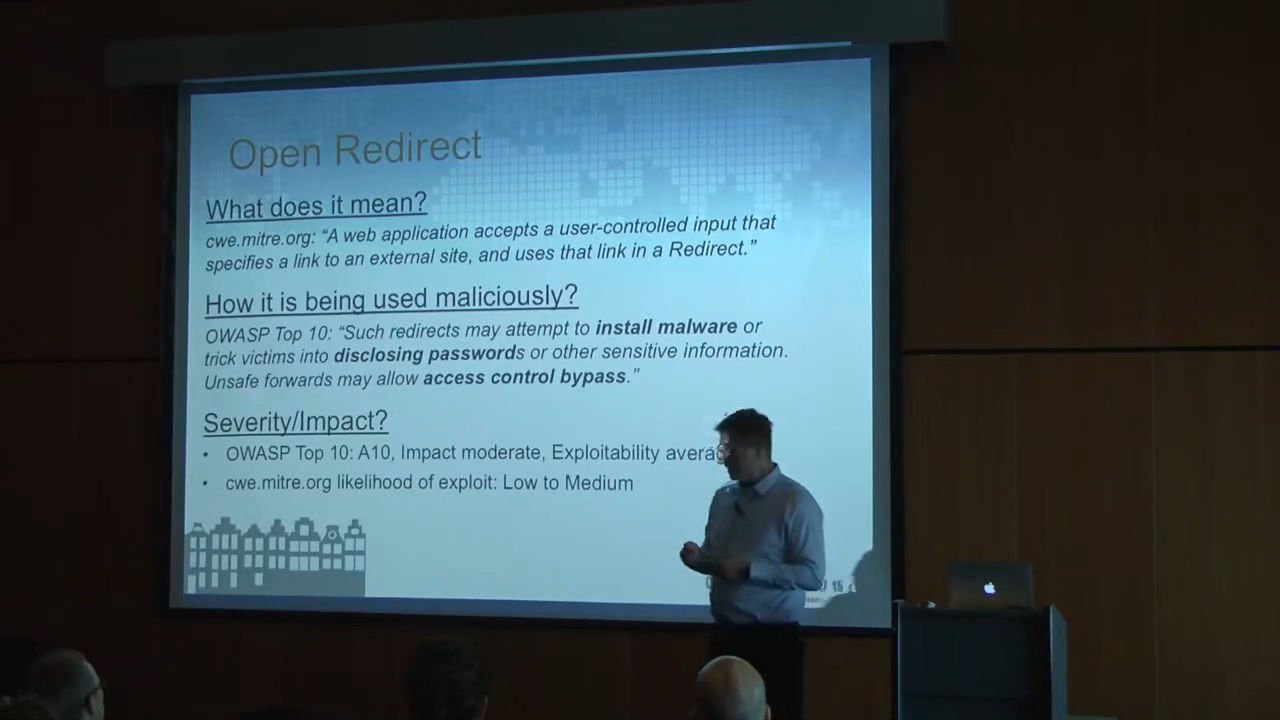 Open Redirect
What does it mean?
cwe.mitre.org: “A web application accepts a user-controlled input that
specifies a link to an external site, and uses that link in a Redirect.”
How it is being used maliciously?
OWASP Top 10: “Such redirects may attempt to install malware or
trick victims into disclosing passwords or other sensitive information.
Unsafe forwards may allow access control bypass.”
Severity/Impact?
• OWASP Top 10: A10, Impact moderate, Exploitability
• cwe.mitre.org likelihood of exploit: Low to Medium